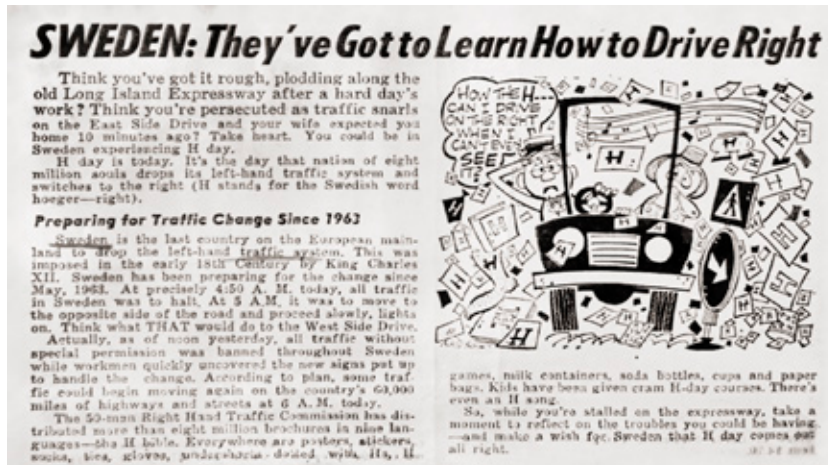 SWEDEN: They've Got to Learn How to Drive Right
Think you've got it rough, plodding along the
old Long Island Expressway after a hard day's
work? Think you're persecuted as traffic snarls
on the East Side Drive and your wife expected you
home 10 minutes ago? Take heart. You could be in
Sweden experiencing H day.
H day is today. It's the day that nation of eight
million souls drops its left-hand traffic system and
switches to the right (H stands for the Swedish word
hoeger—right).
Preparing for Traffic Change Since 1963
Sweden is the last country on the European main-
land to drop the left-hand traffic system. This was
imposed in the early 18th Century by King Charles
XII. Sweden has been preparing for the change since
May, 1963. At precisely 4:50 A. M. today, all traffic
in Sweden was to halt. At 5 A.M. it was to move to
the opposite side of the road and proceed slowly, lights
on. Think what THAT would do to the West Side Drive.
Actually, as of noon yesterday, all traffic without
special permission was banned throughout Sweden
while workmen quickly uncovered the new signs put up
to handle the change. According to plan, some traf-
fic could begin moving again on the country's 60,000
miles of highways and streets at 6 A. M. today.
The 50-man Right Hand Traffic Commission has dis-
tributed more than eight million brochures in nine lan-
guages—the H bible. Everywhere are posters, stickers,
socks, ties, gloves, underpants dotted with Hs, H
HOW THE H...
CAN I DRIVE
ON THE RIGHT
WHEN I
CAN'T EVEN
SEE
IT?
H
H
H
games, milk containers, soda bottles, cups and paper
bags. Kids have been given cram H-day courses. There's
even an H song.
So, while you're stalled on the expressway, take a
moment to reflect on the troubles you could be having
—and make a wish for Sweden that H day comes out
all right.